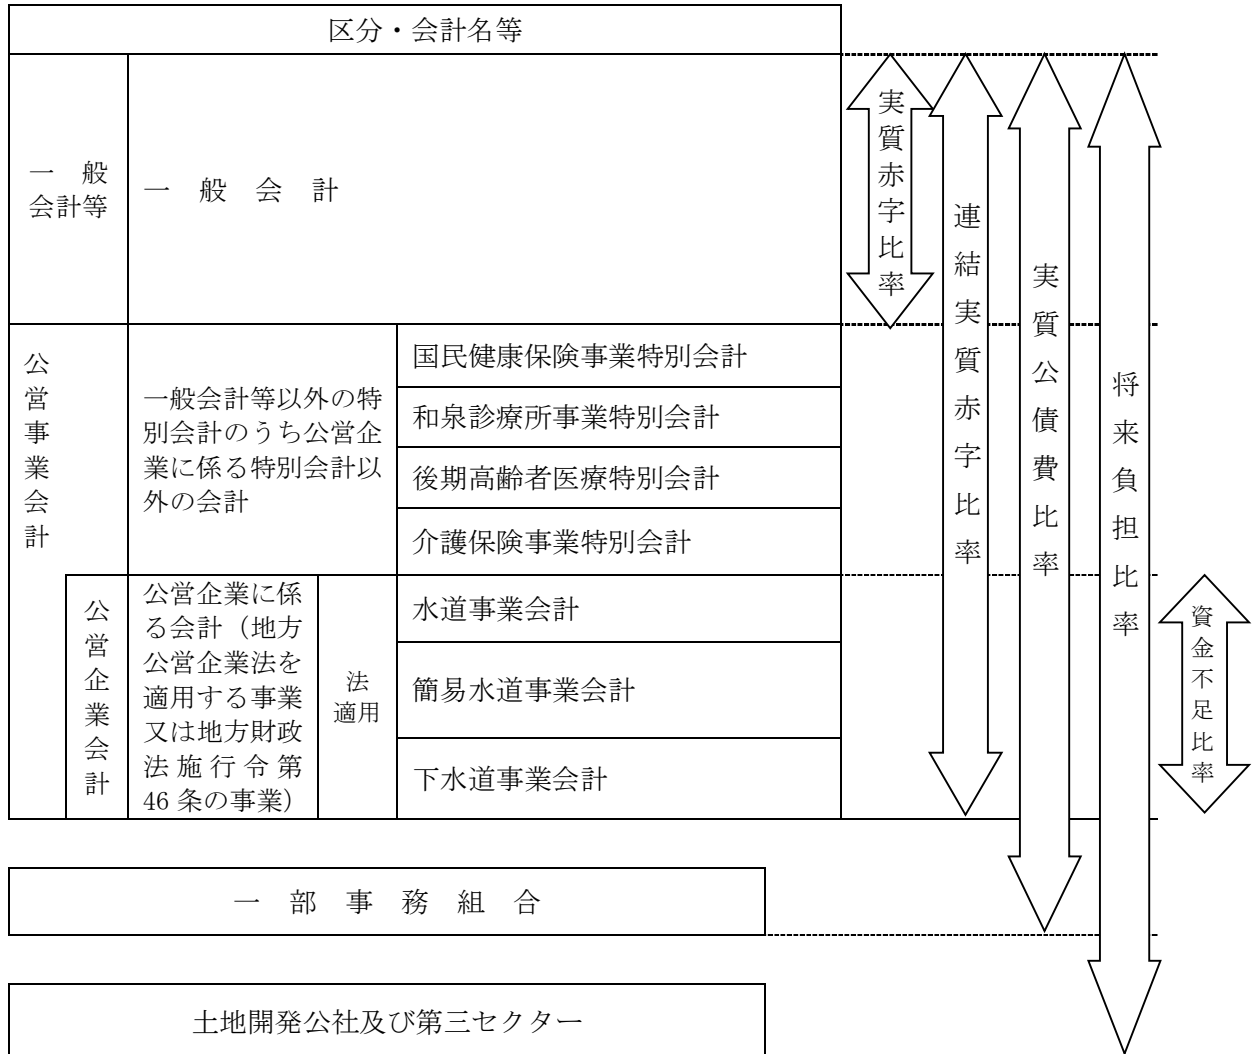 区分・会計名等
一　般
会計等
一　般　会　計
実質赤字比率
連結実質赤字比率
実質公債費比率
将来負担比率
公営事業会計
一般会計等以外の特
別会計のうち公営企
業に係る特別会計以
外の会計
国民健康保険事業特別会計
和泉診療所事業特別会計
後期高齢者医療特別会計
介護保険事業特別会計
公営企業会計
公営企業に係
る会計（地方
公営企業法を
適用する事業
又は地方財政
法施行令第
46 条の事業）
法
適用
水道事業会計
簡易水道事業会計
下水道事業会計
資金不足比率
一　部　事　務　組　合
土地開発公社及び第三セクター